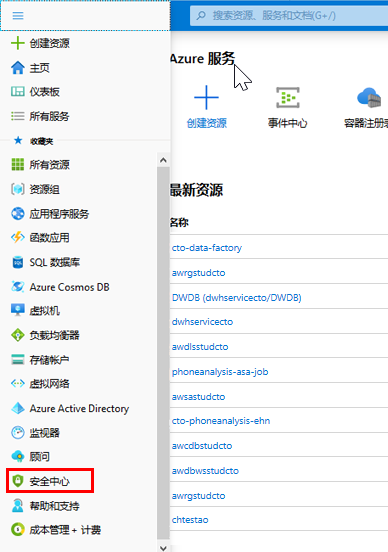 搜索资源、服务和文档(G+/)
创建资源
主页
仪表板
所有服务
收藏夹
所有资源
资源组
应用程序服务
函数应用
SQL 数据库
Azure Cosmos DB
虚拟机
负载均衡器
存储帐户
虚拟网络
Azure Active Directory
监视器
顾问
安全中心
帮助和支持
成本管理 + 计费
Azure 服务
创建资源
事件中心
容器注册表
最新资源
名称
cto-data-factory
awrgstudcto
DWDB (dwhservicecto/DWDB)
dwhservicecto
awdlsstudcto
phoneanalysis-asa-job
awsastudcto
cto-phoneanalysis-ehn
awcdbstudcto
awdbwsstudcto
awrgstudcto
chtestao